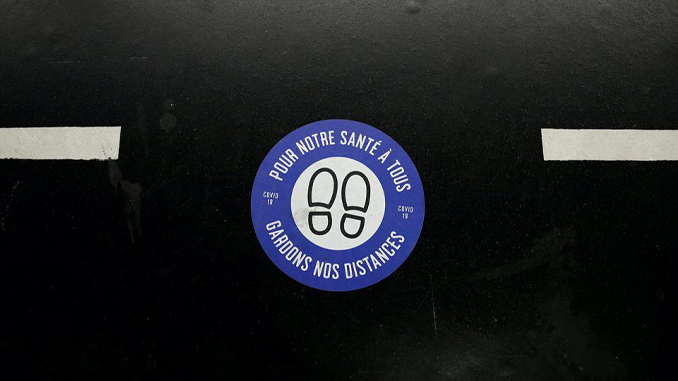 POUR NOTRE SANTÉ À TOUS
COVID
19
COVID
19
GARDONS NOS DISTANCES